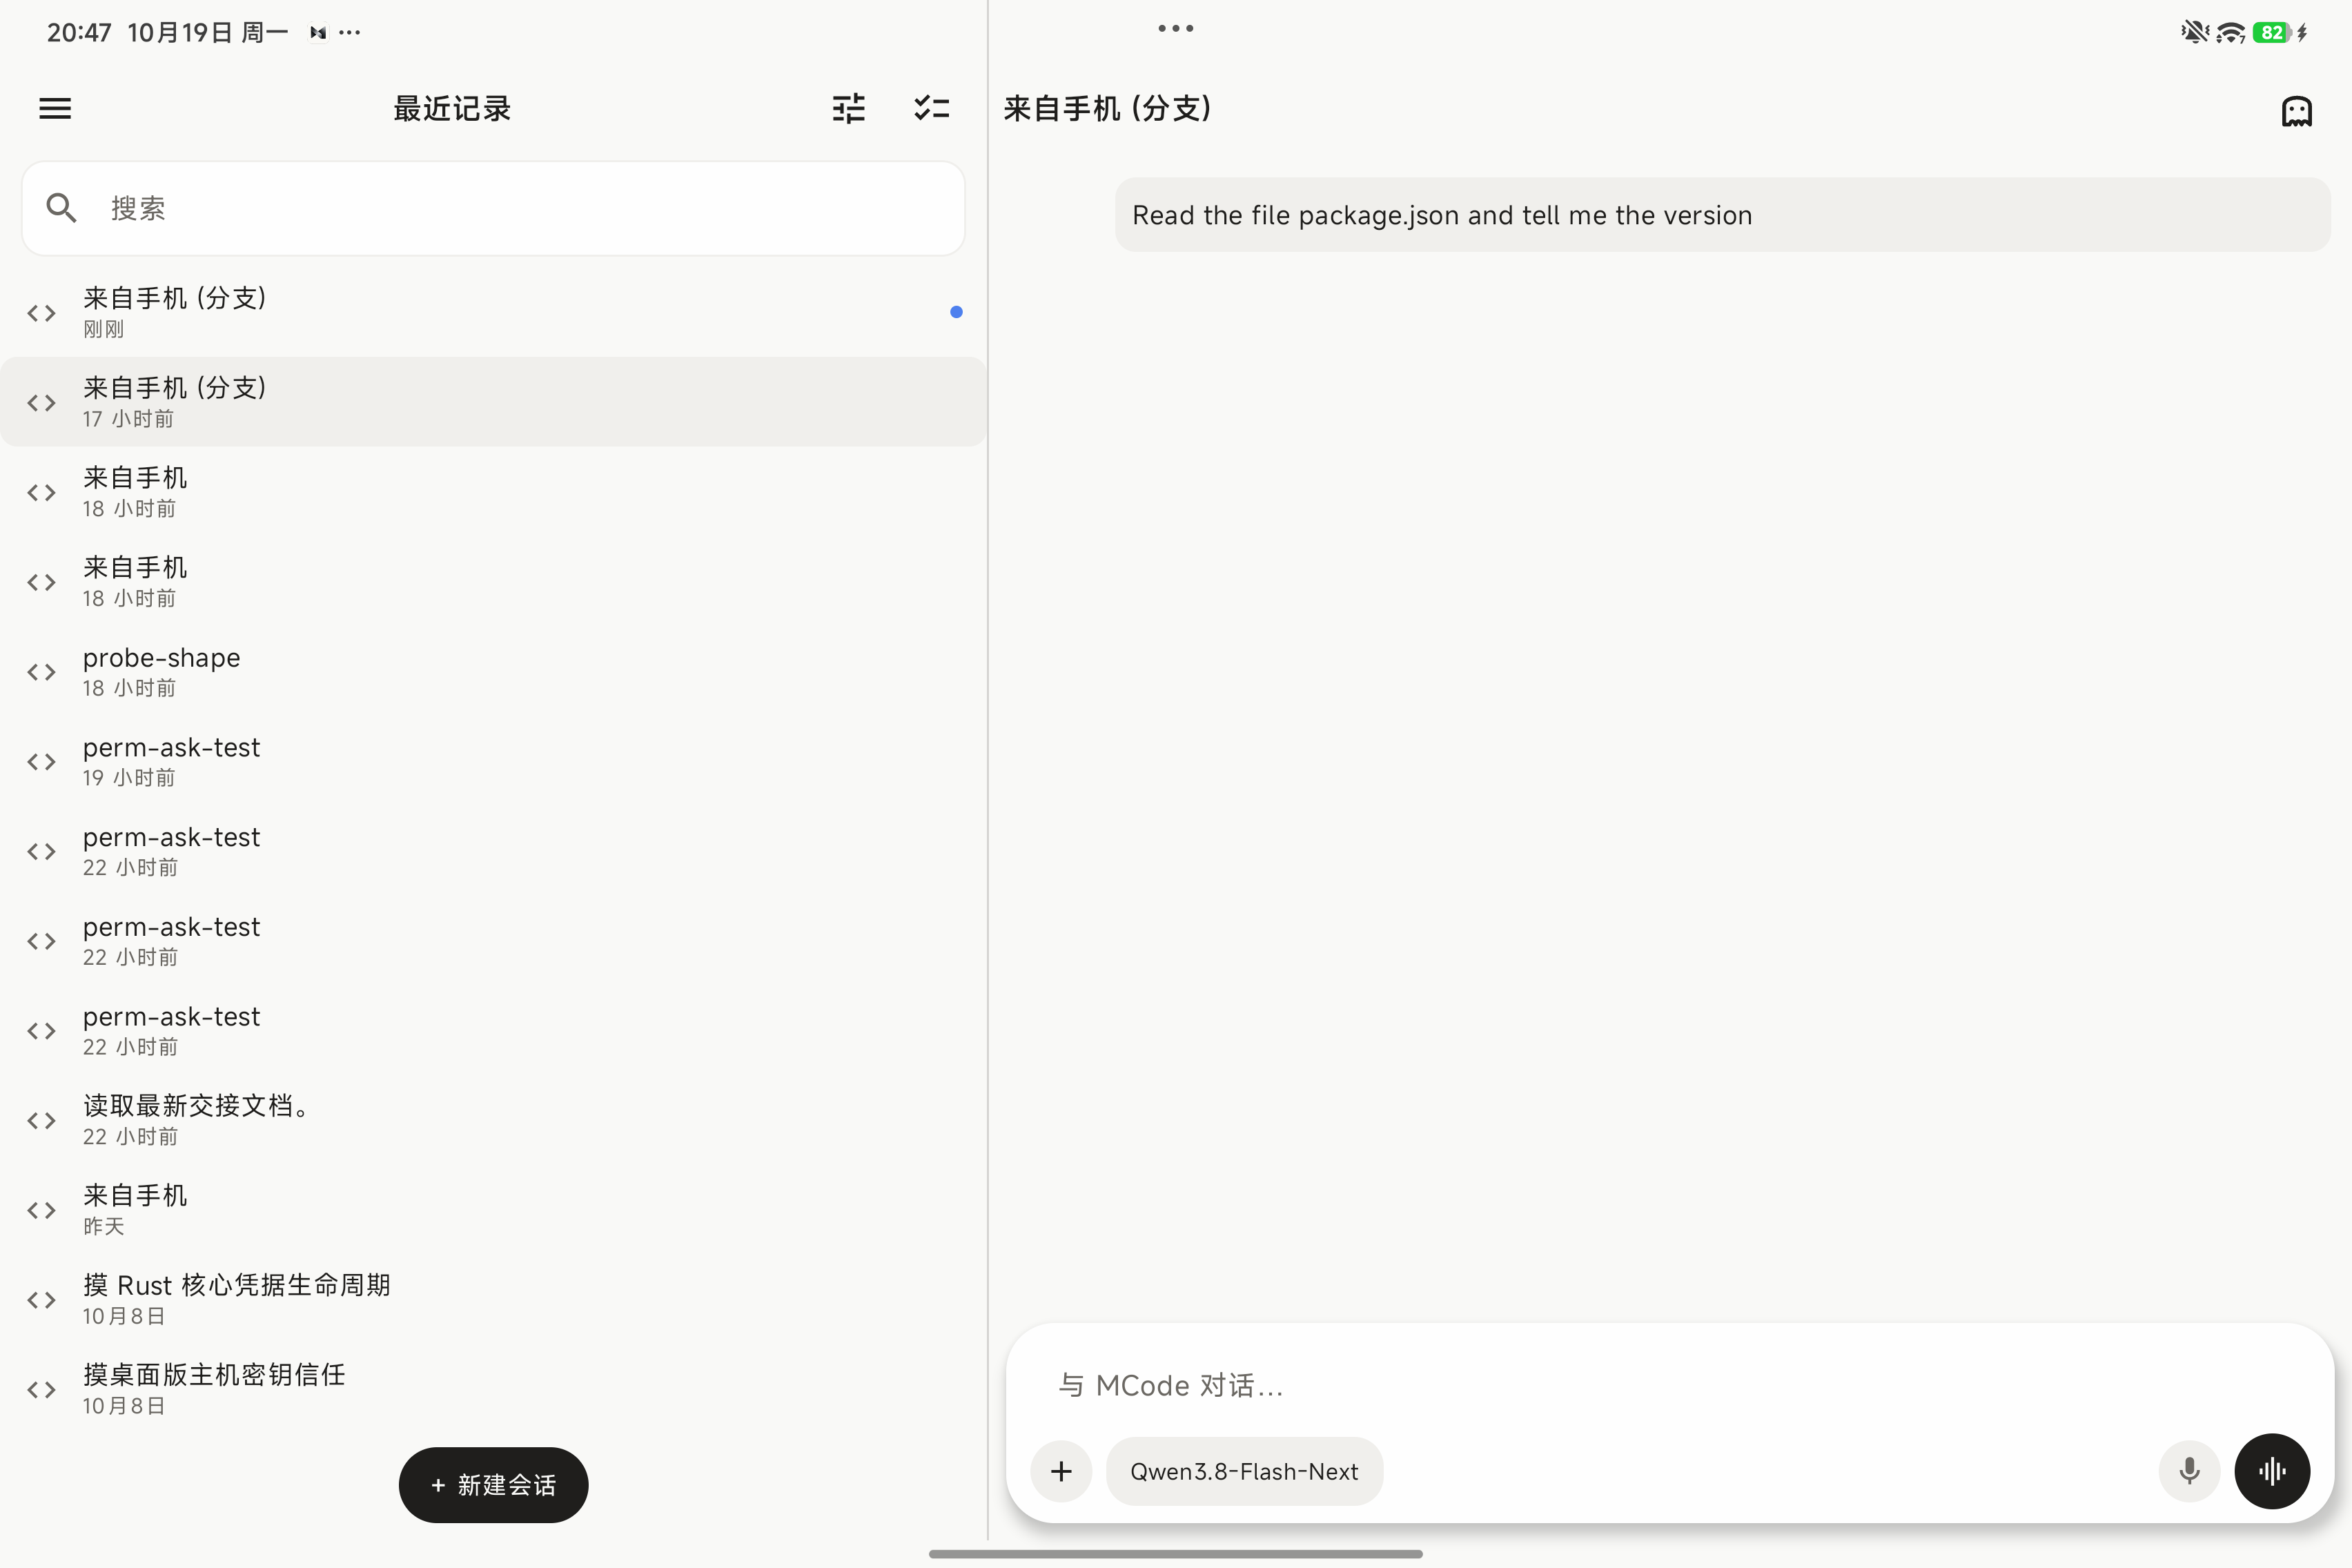 20:47 10月19日 周一
82
最近记录
搜索
来自手机 (分支)
刚刚
来自手机 (分支)
17 小时前
来自手机
18 小时前
来自手机
18 小时前
probe-shape
18 小时前
perm-ask-test
19 小时前
perm-ask-test
22 小时前
perm-ask-test
22 小时前
perm-ask-test
22 小时前
读取最新交接文档。
22 小时前
来自手机
昨天
摸 Rust 核心凭据生命周期
10月8日
摸桌面版主机密钥信任
10月8日
+ 新建会话
来自手机 (分支)
Read the file package.json and tell me the version
与 MCode 对话...
Qwen3.8-Flash-Next